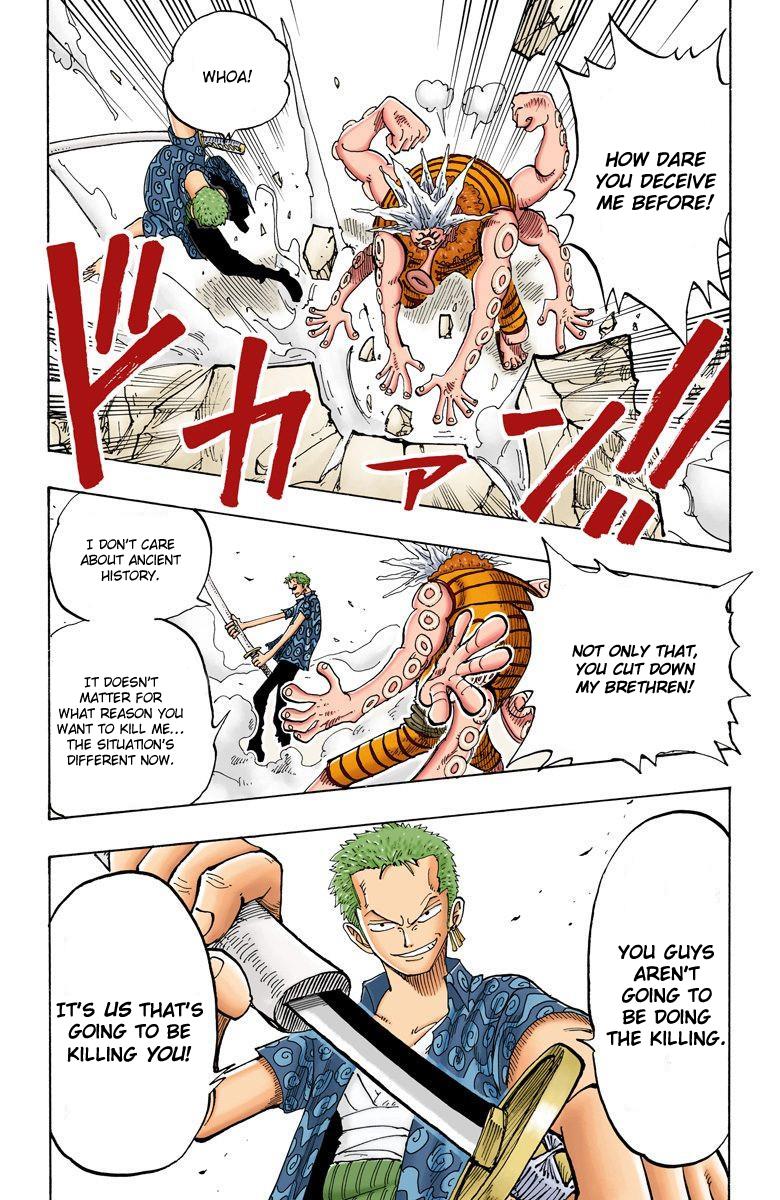 HOW DARE
YOU DECEIVE
ME BEFORE!
WHOA!
ドカァン!!
NOT ONLY THAT,
YOU CUT DOWN
MY BRETHREN!
I DON'T CARE
ABOUT ANCIENT
HISTORY.
IT DOESN'T
MATTER FOR
WHAT REASON YOU
WANT TO KILL ME...
THE SITUATION'S
DIFFERENT NOW.
YOU GUYS
AREN'T
GOING TO
BE DOING
THE KILLING.
IT'S US THAT'S
GOING TO BE
KILLING YOU!